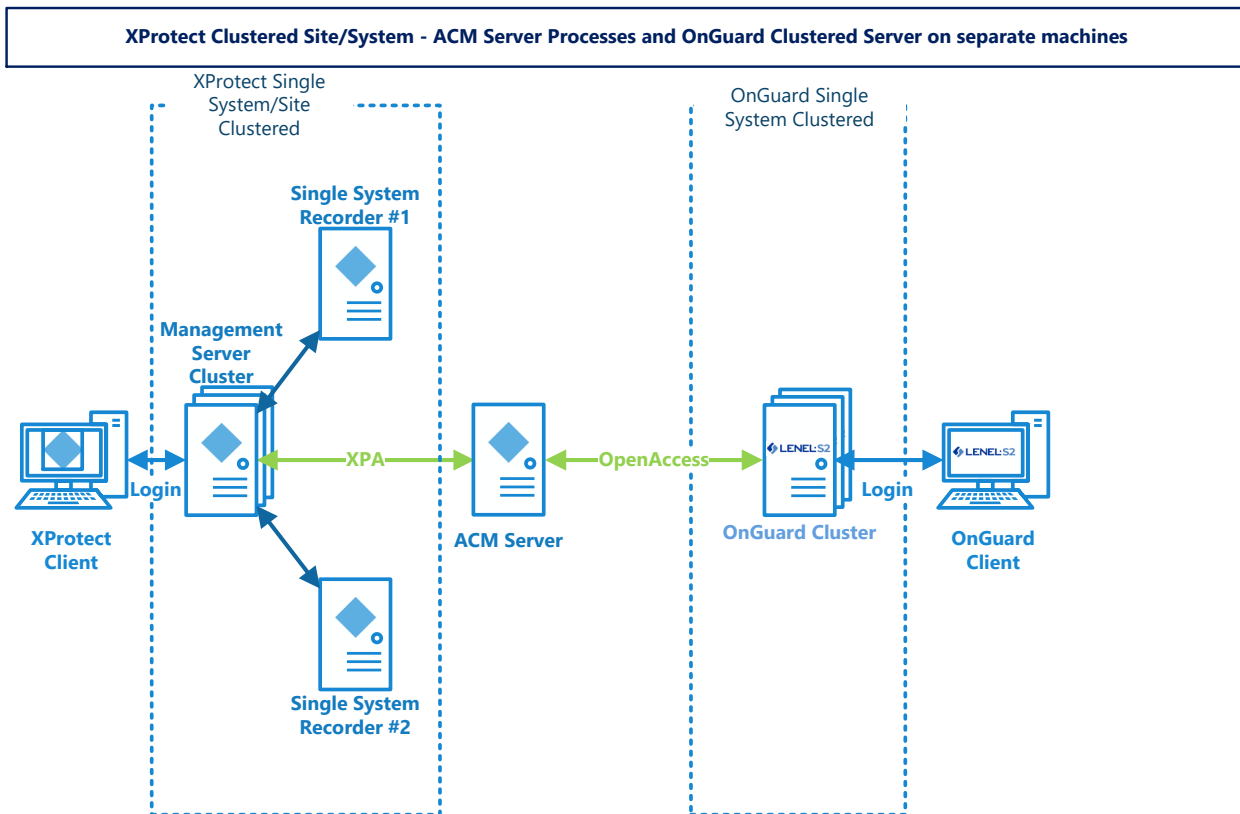 XProtect Clustered Site/System - ACM Server Processes and OnGuard Clustered Server on separate machines
XProtect Single
System/Site
Clustered
OnGuard Single
System Clustered
Single System
Recorder #1
Management
Server
Cluster
XPA
OpenAccess
LENEL·S2
LENEL·S2
Login
Login
XProtect
Client
ACM Server
OnGuard Cluster
OnGuard
Client
Single System
Recorder #2